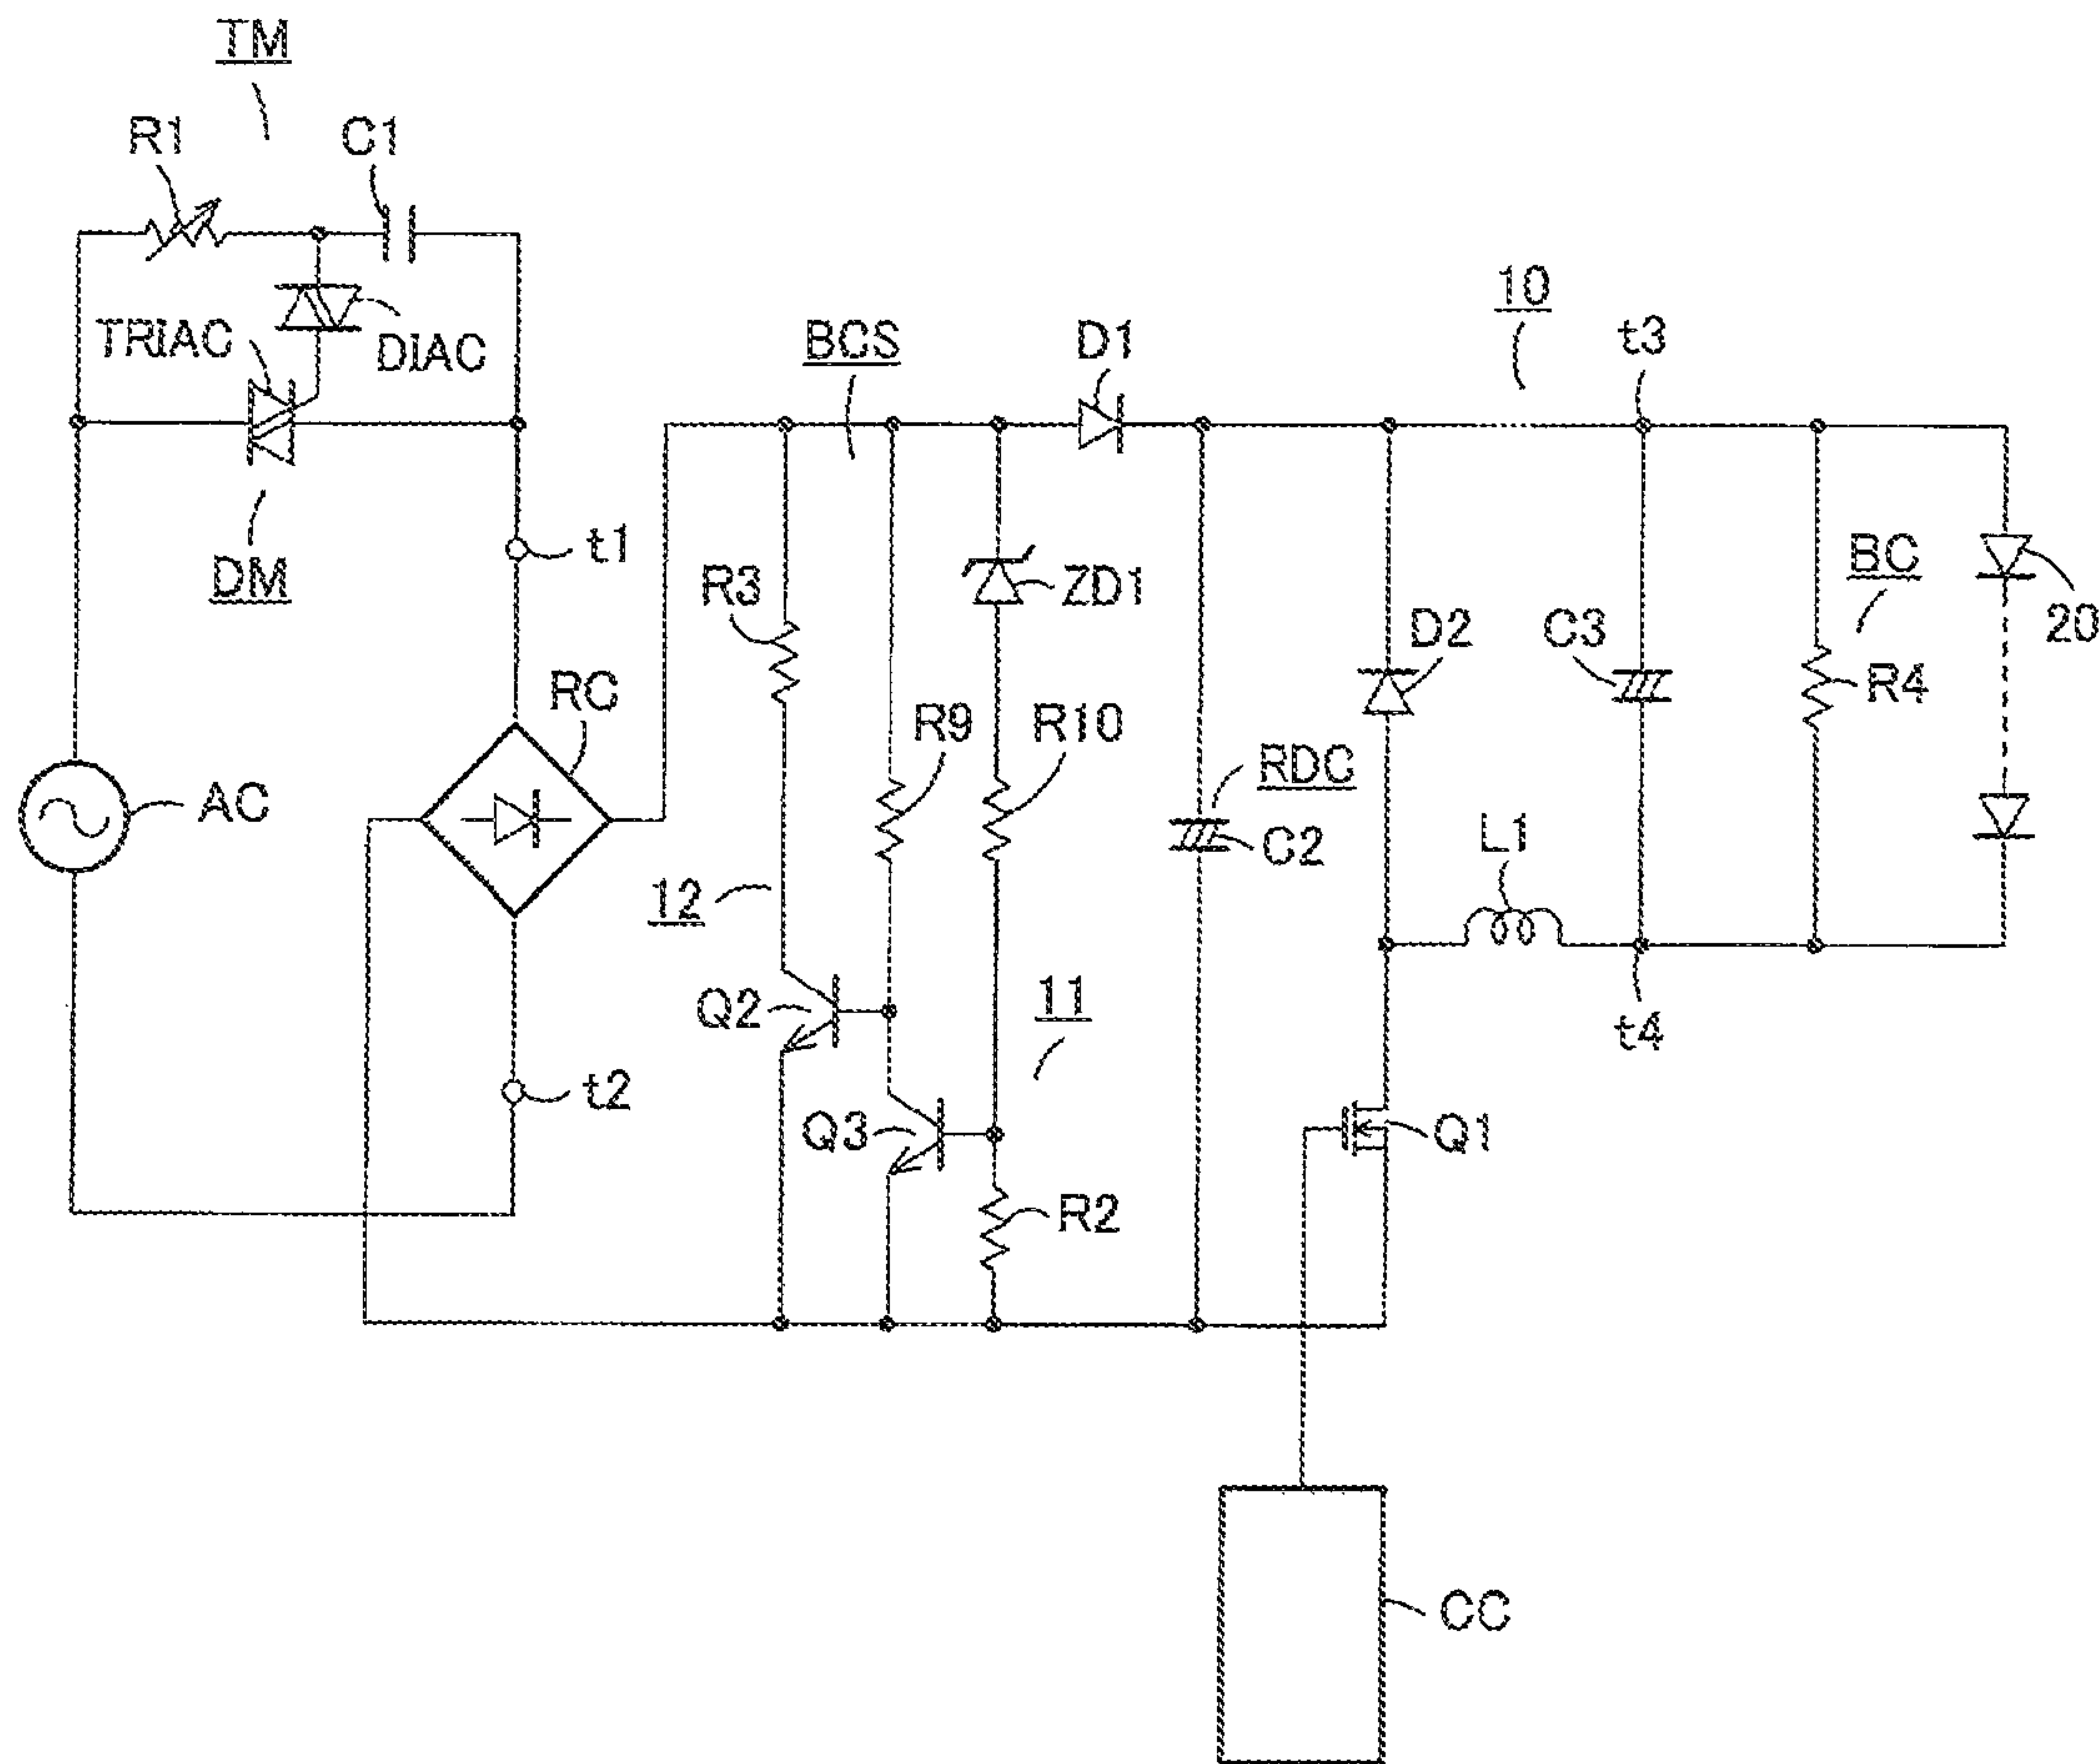 TM
R1
C1
TRIAC
DIAC
DM
t1
RC
AC
t2
BCS
D1
10
t3
R3
ZD1
R9
R10
RDC
C2
D2
C3
BC
R4
20
L1
12
Q2
11
t4
Q3
Q1
R2
CC